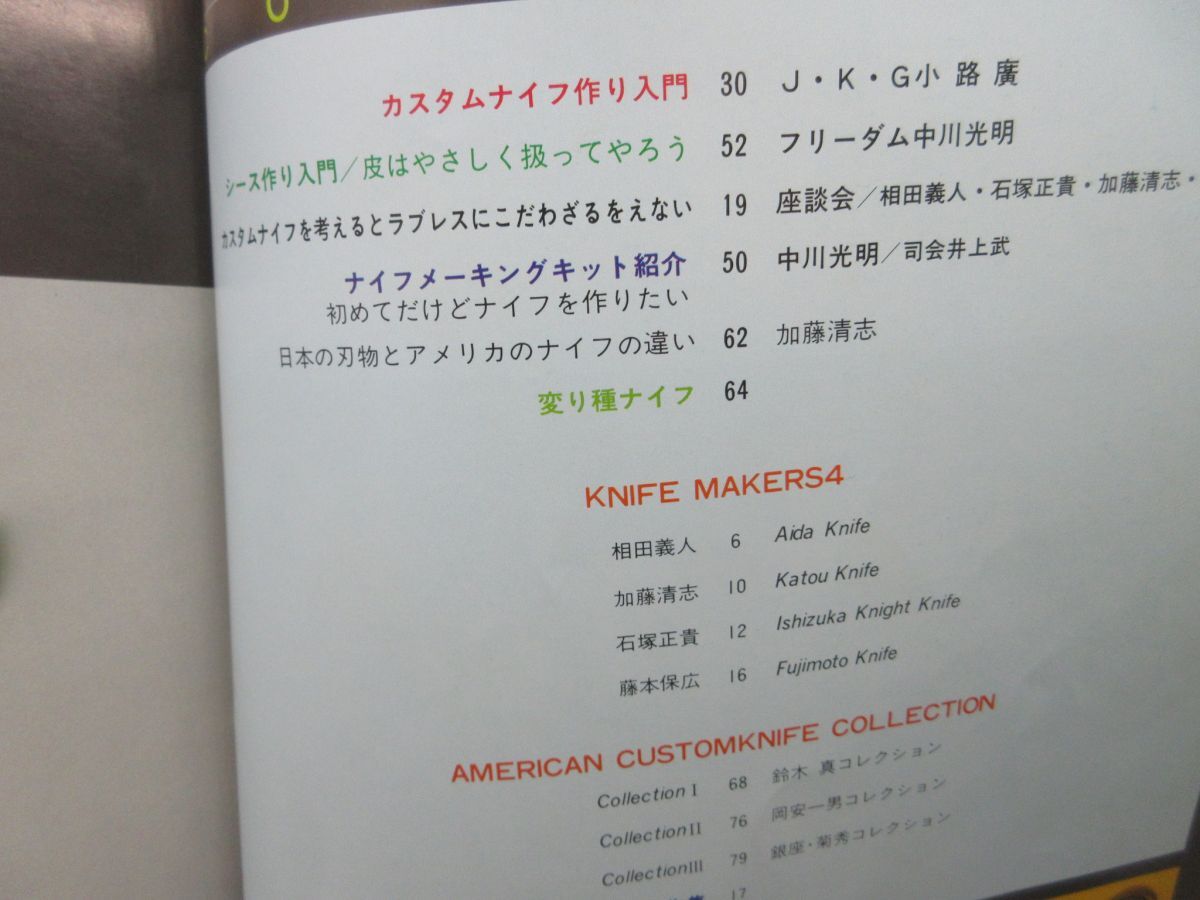 カスタムナイフ作り入門 30 J・K・G小路廣
シース作り入門／皮はやさしく扱ってやろう 52 フリーダム中川光明
カスタムナイフを考えるとラブレスにこだわざるをえない 19 座談会／相田義人・石塚正貴・加藤清志・
ナイフメーキングキット紹介 50 中川光明／司会井上武
初めてだけどナイフを作りたい
日本の刃物とアメリカのナイフの違い 62 加藤清志
変り種ナイフ 64
KNIFE MAKERS4
相田義人 6 Aida Knife
加藤清志 10 Katou Knife
石塚正貴 12 Ishizuka Knight Knife
藤本保広 16 Fujimoto Knife
AMERICAN CUSTOMKNIFE COLLECTION
Collection I 68 鈴木 真コレクション
Collection II 76 岡安一男コレクション
Collection III 79 銀座・菊秀コレクション
17